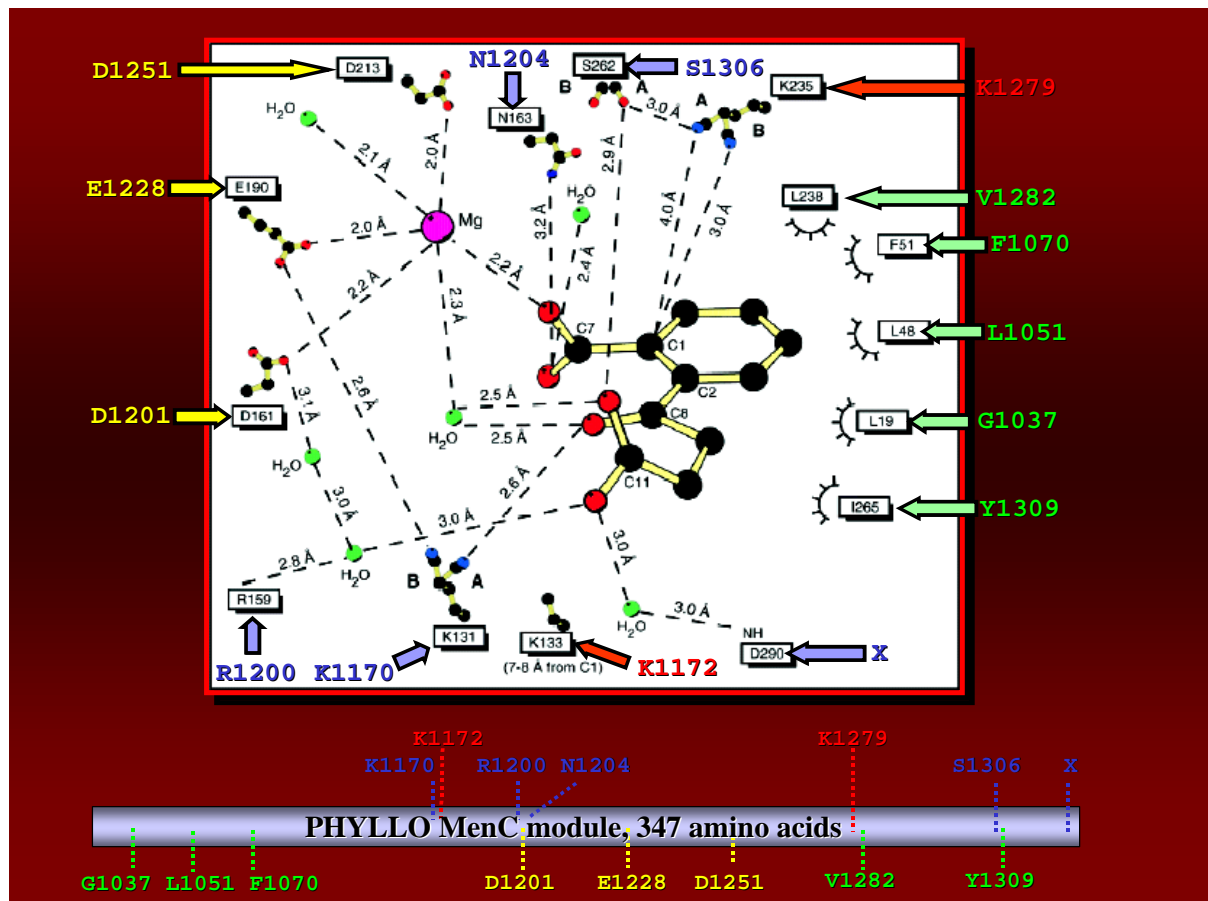 D1251
D213
N1204
S262
S1306
K235
K1279
B
A
3.0 Å
A
B
H2O
N163
2.1 Å
2.0 Å
2.9 Å
E1228
E190
H2O
L238
V1282
Mg
2.0 Å
3.2 Å
2.4 Å
4.0 Å
3.0 Å
F51
F1070
2.2 Å
2.2 Å
2.3 Å
C7
C1
L48
L1051
C2
D1201
D161
3.1 Å
2.6 Å
2.5 Å
C8
L19
G1037
H2O
2.5 Å
H2O
2.6 Å
C11
3.0 Å
3.0 Å
I265
Y1309
2.8 Å
H2O
B
A
3.0 Å
R159
H2O
3.0 Å
NH
K131
K133
D290
X
(7-8 Å from C1)
R1200
K1170
K1172
K1172
K1279
K1170
R1200
N1204
S1306
X
PHYLLO MenC module, 347 amino acids
G1037
L1051
F1070
D1201
E1228
D1251
V1282
Y1309